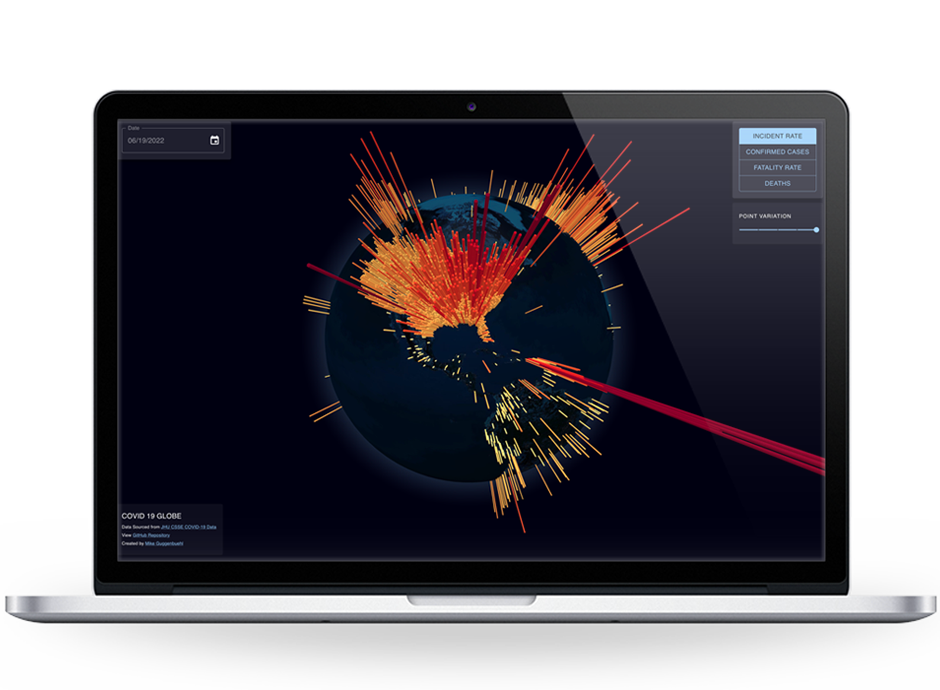 Date
06/19/2022
INCIDENT RATE
CONFIRMED CASES
FATALITY RATE
DEATHS
POINT VARIATION
COVID 19 GLOBE
Data Sourced from JHU CSSE COVID-19 Data
View GitHub Repository
Created by Mike Guggenbuehl